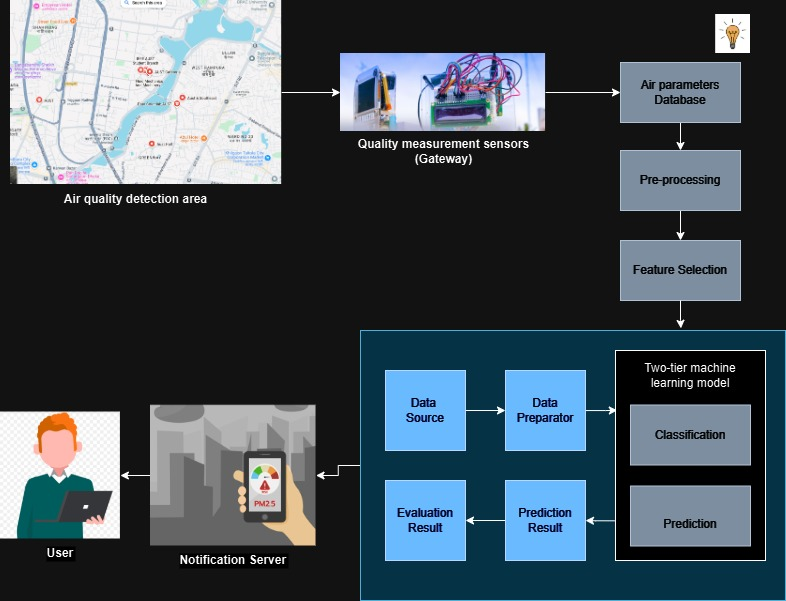 Air quality detection area
Quality measurement sensors
(Gateway)
Air parameters
Database
Pre-processing
Feature Selection
Two-tier machine
learning model
Data
Source
Data
Preparator
Classification
Evaluation
Result
Prediction
Result
Prediction
PM2.5
User
Notification Server